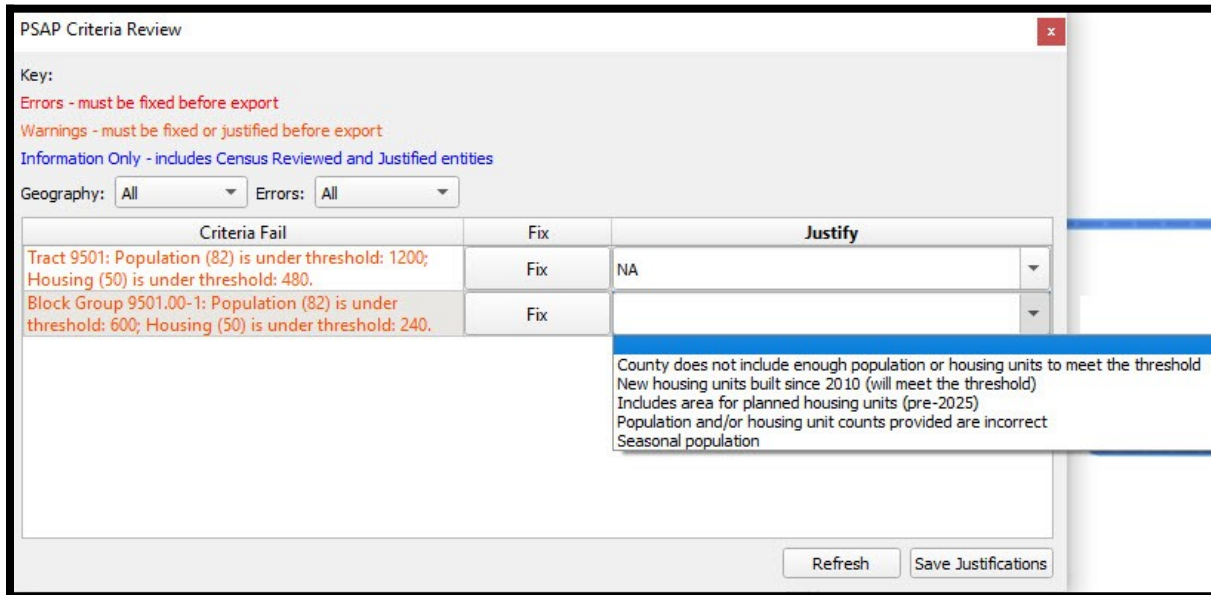 PSAP Criteria Review
x
Key:
Errors - must be fixed before export
Warnings - must be fixed or justified before export
Information Only - includes Census Reviewed and Justified entities
Geography: All Errors: All
Criteria Fail Fix Justify
Tract 9501: Population (82) is under threshold: 1200;
Housing (50) is under threshold: 480.
Fix NA
Block Group 9501.00-1: Population (82) is under
threshold: 600; Housing (50) is under threshold: 240.
Fix
County does not include enough population or housing units to meet the threshold
New housing units built since 2010 (will meet the threshold)
Includes area for planned housing units (pre-2025)
Population and/or housing unit counts provided are incorrect
Seasonal population
Refresh Save Justifications